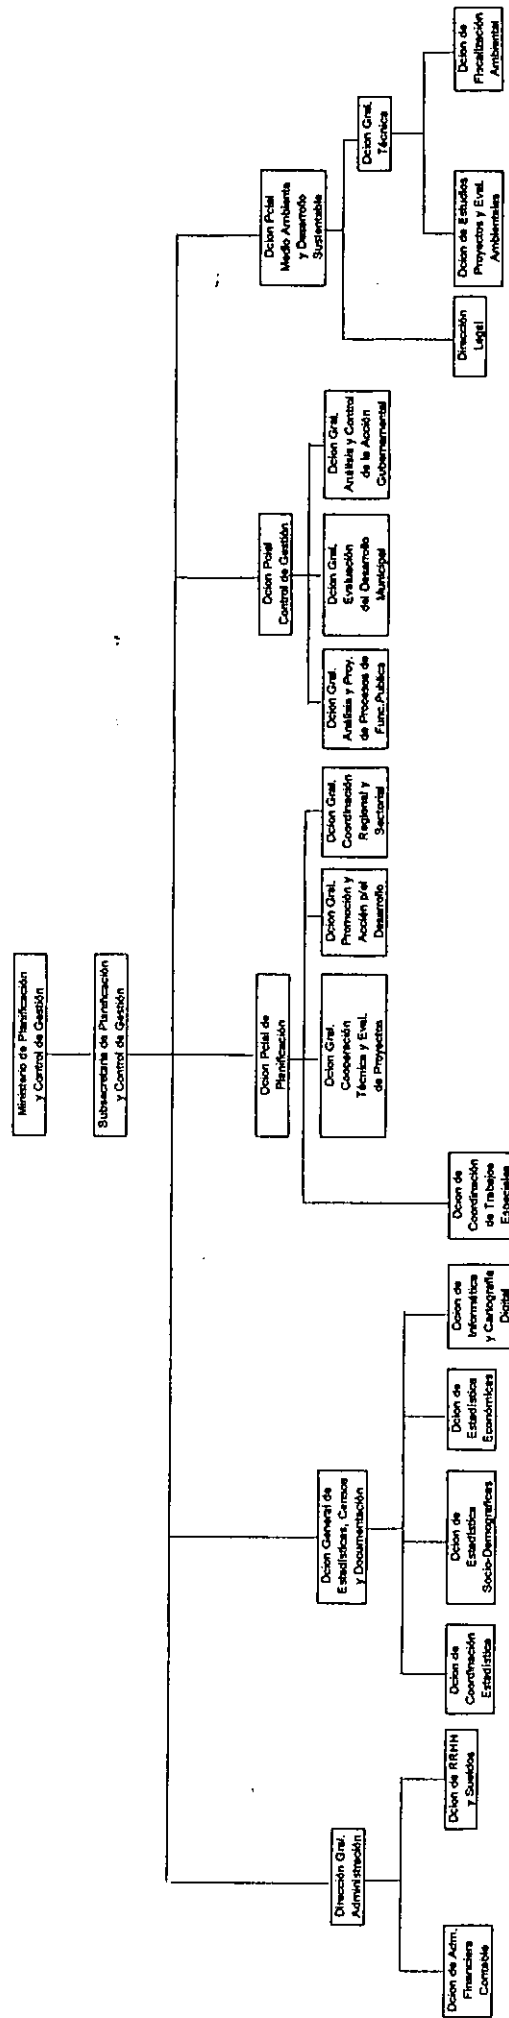 Ministerio de Planificación
y Control de Gestión
Subsecretaria de Planificación
y Control de Gestión
Dirección Gral.
Administración
Dcion General de
Estadísticas, Censos
y Documentación
Dcion Pcial de
Planificación
Dcion Pcial
Control de Gestión
Dcion Pcial
Medio Ambiente
y Desarrollo
Sustentable
Dcion Gral.
Cooperación
Técnica y Eval.
de Proyectos
Dcion Gral.
Promoción y
Acción p/el
Desarrollo
Dcion Gral.
Coordinación
Regional y
Sectorial
Dcion Gral.
Análisis y Proy.
de Procesos de
Func.Publica
Dcion Gral.
Evaluación
del Desarrollo
Municipal
Dcion Gral.
Análisis y Control
de la Acción
Gubernamental
Dcion Gral.
Técnica
Dcion de Adm.
Financiera
Contable
Dcion de RRHH
y Sueldos
Dcion de
Coordinación
Estadística
Dcion de
Estadística
Socio-Demograficas
Dcion de
Estadística
Económicas
Dcion de
Informática
y Cartografía
Digital
Dcion de
Coordinación
de Trabajos
Especiales
Dirección
Legal
Dcion de Estudios
Proyectos y Eval.
Ambientales
Dcion de
Fiscalización
Ambiental